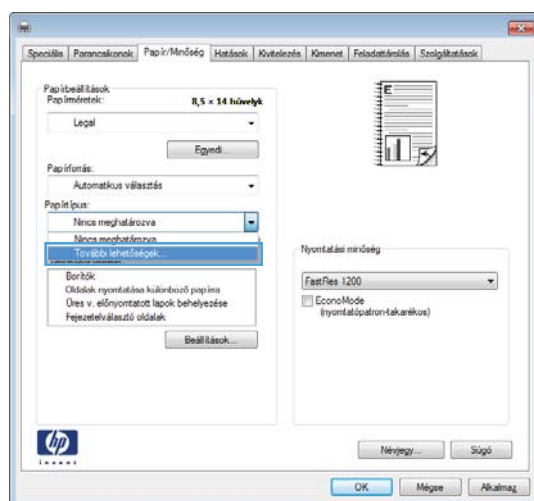 Speciális Parancsikonok Papír/Minőség Hatások Kivitelezés Kimenet Feladattárolás Szolgáltatások
Papírbeállítások
Papírméretek: 8,5 × 14 hüvelyk
Legal
Egyedi...
Papírforrás:
Automatikus választás
Papírtípus:
Nincs meghatározva
Nincs meghatározva
További lehetőségek...
Borítók
Oldalak nyomtatása különböző papírra
Üres v. előnyomtatott lapok behelyezése
Fejezetelválasztó oldalak
Beállítások...
E
Nyomtatási minőség
FastRes 1200
EconoMode
(nyomtatópatron-takarékos)
hp
invent
Névjegy... Súgó
OK Mégse Alkalmaz